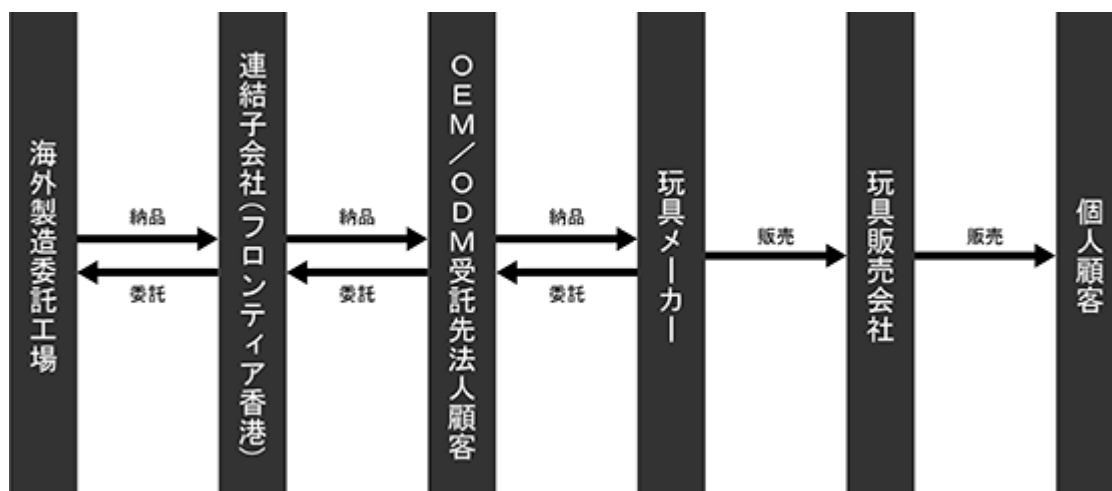 海外製造委託工場
納品
委託
連結子会社(フロンティア香港)
納品
委託
OEM/ODM受託先法人顧客
納品
委託
玩具メーカー
販売
玩具販売会社
販売
個人顧客